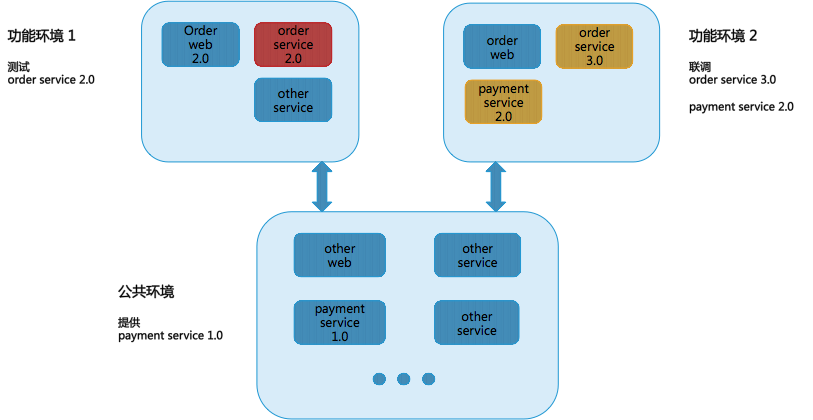 功能环境 1
测试
order service 2.0
Order
web
2.0
order
service
2.0
other
service
order
web
order
service
3.0
payment
service
2.0
功能环境 2
联调
order service 3.0
payment service 2.0
公共环境
提供
payment service 1.0
other
web
other
service
payment
service
1.0
other
service